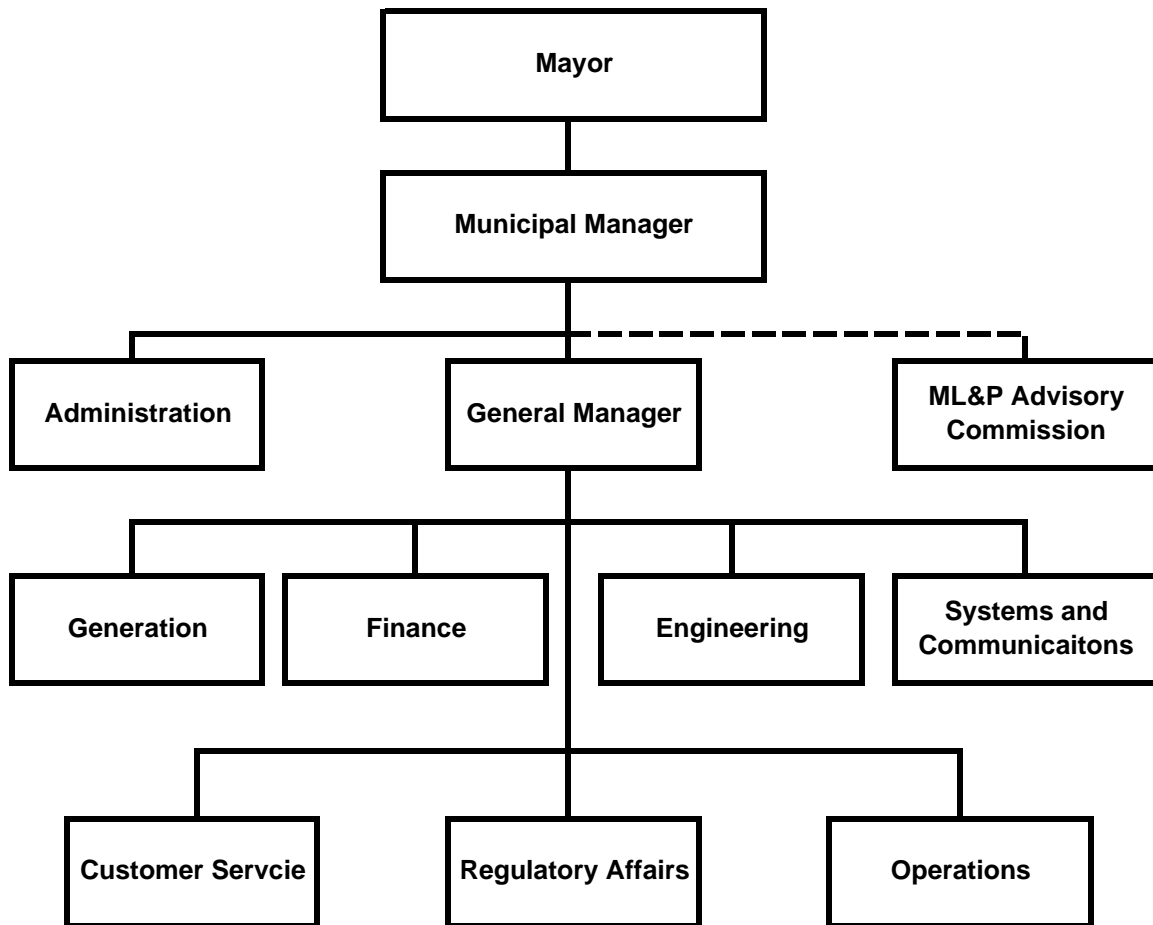 Mayor
Municipal Manager
Administration
General Manager
ML&P Advisory
Commission
Generation
Finance
Engineering
Systems and
Communicaitons
Customer Servcie
Regulatory Affairs
Operations